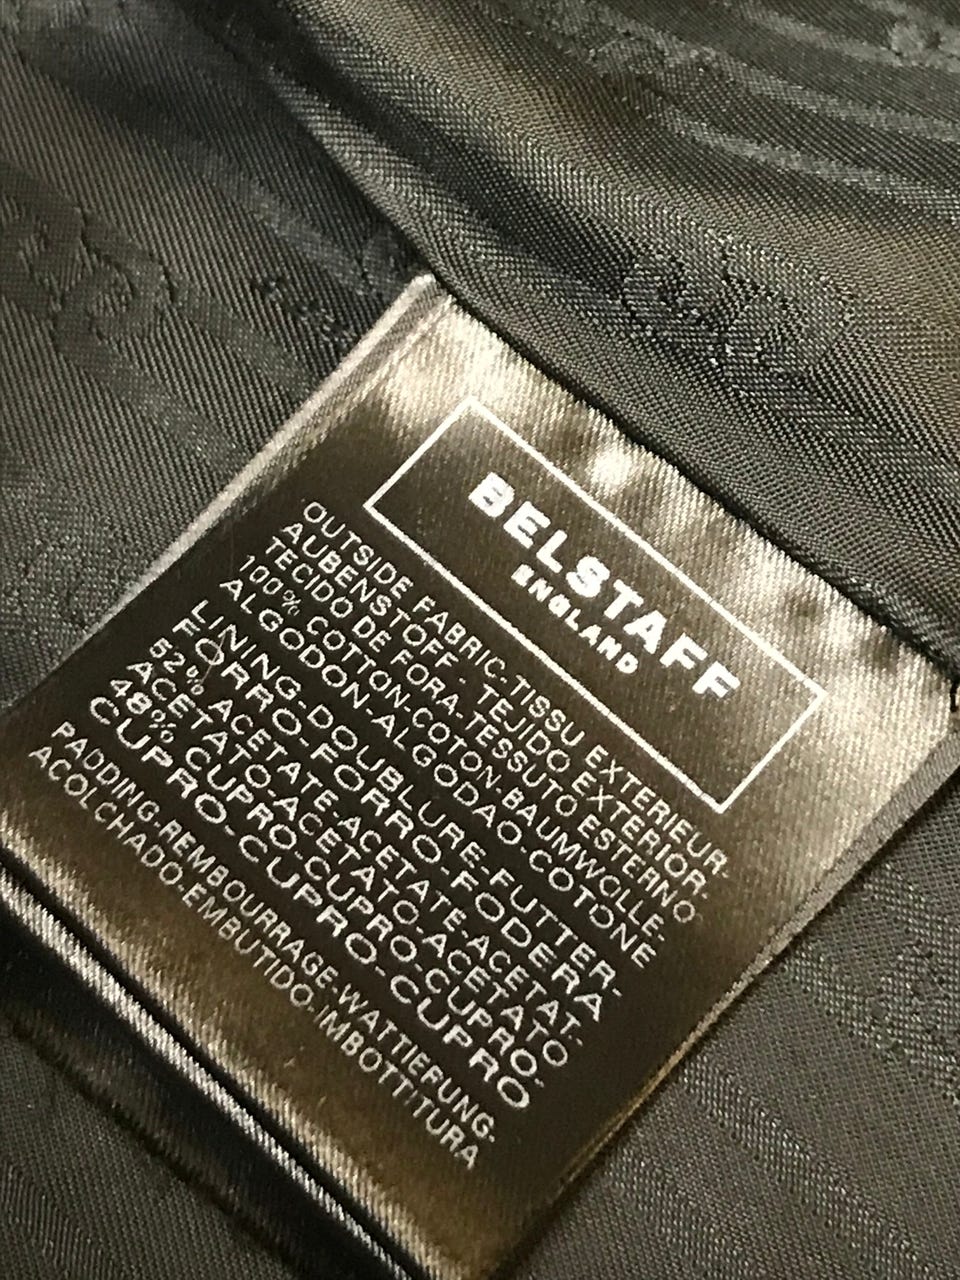 BELSTAFF
ENGLAND
OUTSIDE FABRIC-TISSU EXTERIEUR-
AUBENSTOFF-TEJIDO EXTERIOR-
TECIDO DE FORA-TESSUTO ESTERNO
100% COTTON-COTON-BAUMWOLLE-
ALGODON-ALGODAO-COTONE
LINING-DOUBLURE-FUTTER-
FORRO-FORRO-FODERA
52% ACETATE-ACETATE-ACETAT-
ACETATO-ACETATO-ACETATO
48% CUPRO-CUPRO-CUPRO-
CUPRO-CUPRO-CUPRO
PADDING-REMBOURRAGE-WATTIERUNG-
ACOLCHADO-EMBUTIDO-IMBOTTITURA